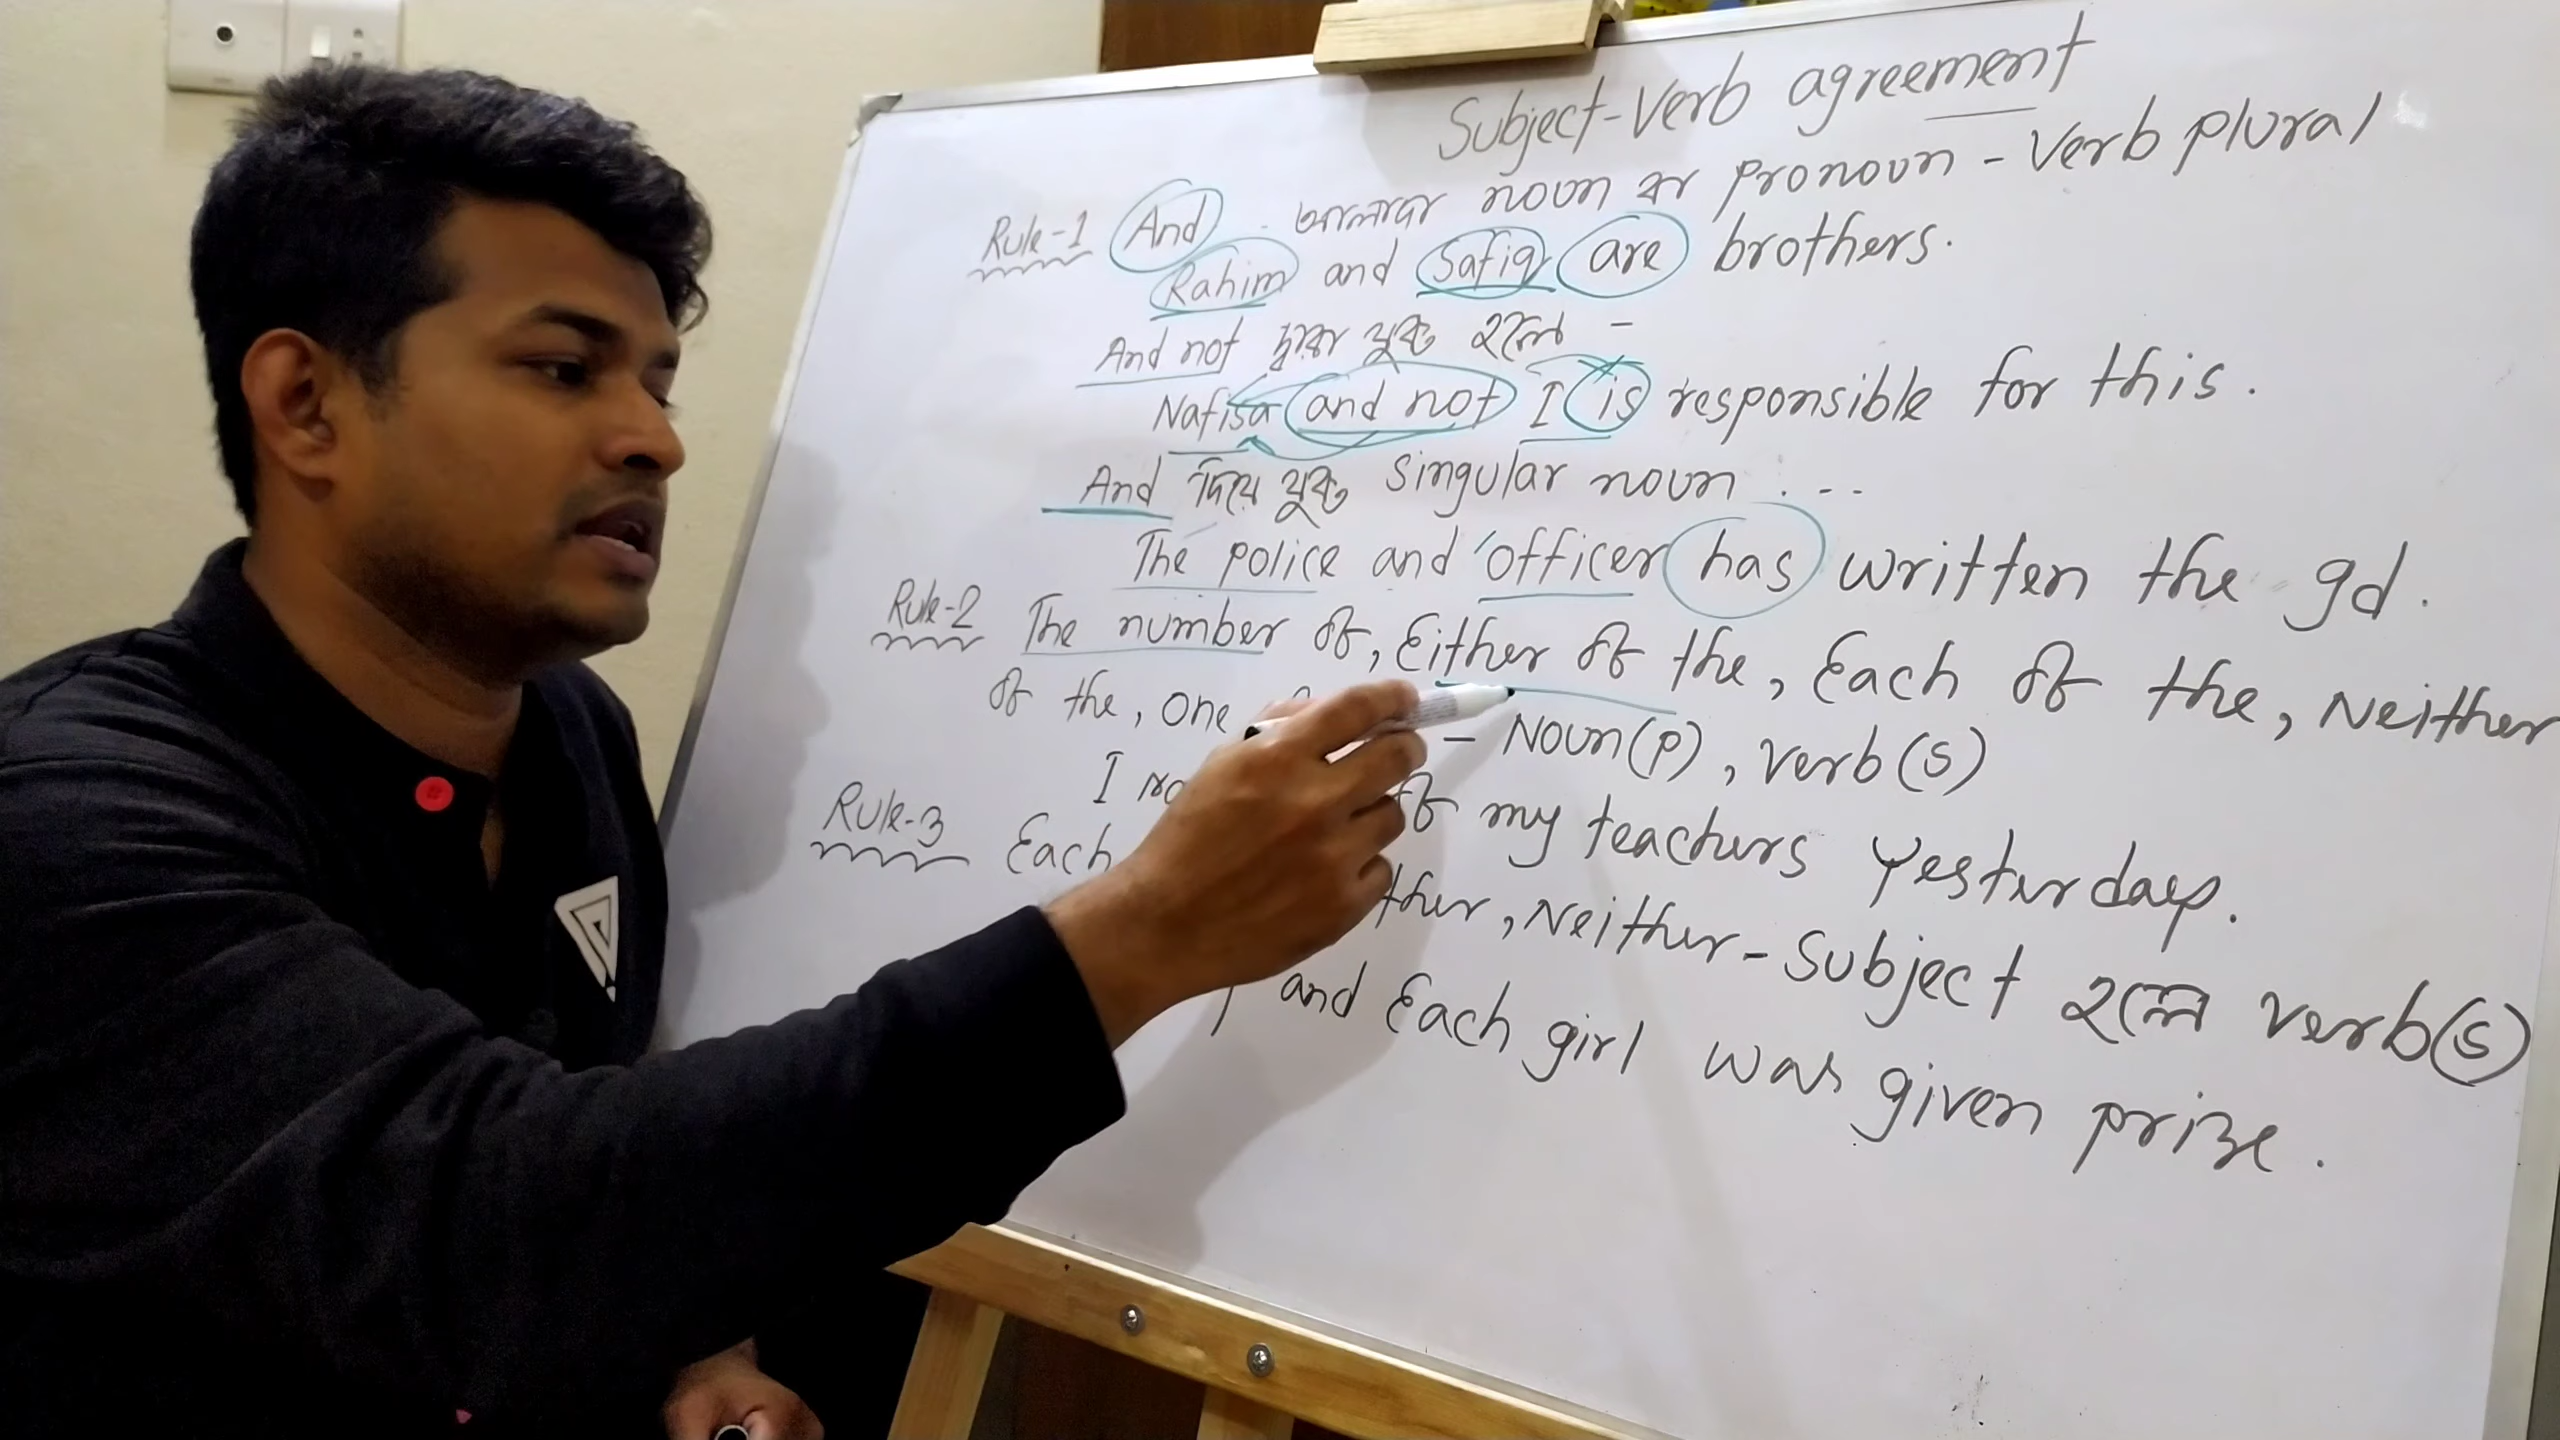 Subject-Verb agreement
Rule-1 And আলাদা noun বা pronoun - Verb plural
Rahim and Safiq are brothers.
And not দ্বারা যুক্ত হলে -
Nafisa and not I is responsible for this.
And দিয়ে যুক্ত singular noun ...
The police and officer has written the gd.
Rule-2 The number of, Either of the, Each of the, Neither
of the, one - Noun(p), verb(s)
I of my teachers yesterday.
Rule-3 Each Neither - Subject হলে verb(s)
and Each girl was given prize.